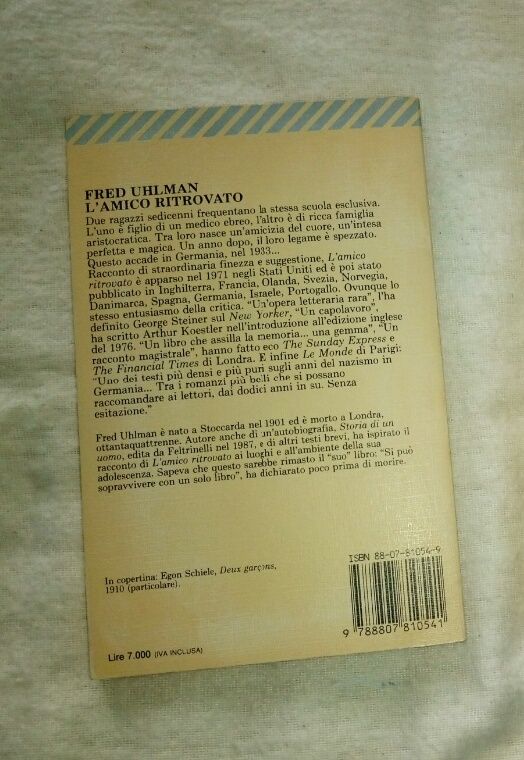 FRED UHLMAN
L'AMICO RITROVATO
Due ragazzi sedicenni frequentano la stessa scuola esclusiva.
L'uno è figlio di un medico ebreo, l'altro è di ricca famiglia
aristocratica. Tra loro nasce un'amicizia del cuore, un'intesa
perfetta e magica. Un anno dopo, il loro legame è spezzato.
Questo accade in Germania, nel 1933...
Racconto di straordinaria finezza e suggestione, L'amico
ritrovato è apparso nel 1971 negli Stati Uniti ed è poi stato
pubblicato in Inghilterra, Francia, Olanda, Svezia, Norvegia,
Danimarca, Spagna, Germania, Israele, Portogallo. Ovunque lo
stesso entusiasmo della critica. “Un'opera letteraria rara”, l'ha
definito George Steiner sul New Yorker, “Un capolavoro”,
ha scritto Arthur Koestler nell'introduzione all'edizione inglese
del 1976. “Un libro che assilla la memoria... una gemma”, “Un
racconto magistrale”, hanno fatto eco The Sunday Express e
The Financial Times di Londra. E infine Le Monde di Parigi:
“Uno dei testi più densi e più puri sugli anni del nazismo in
Germania... Tra i romanzi più belli che si possano
raccomandare ai lettori, dai dodici anni in su. Senza
esitazione.”
Fred Uhlman è nato a Stoccarda nel 1901 ed è morto a Londra,
ottantaquattrenne. Autore anche di un'autobiografia, Storia di un
uomo, edita da Feltrinelli nel 1987, e di altri testi brevi, ha ispirato il
racconto di L'amico ritrovato ai luoghi e all'ambiente della sua
adolescenza. Sapeva che questo sarebbe rimasto il “suo” libro: “Si può
sopravvivere con un solo libro”, ha dichiarato poco prima di morire.
In copertina: Egon Schiele, Deux garçons,
1910 (particolare).
ISBN 88-07-81054-9
9 788807 810541
Lire 7.000 (IVA INCLUSA)